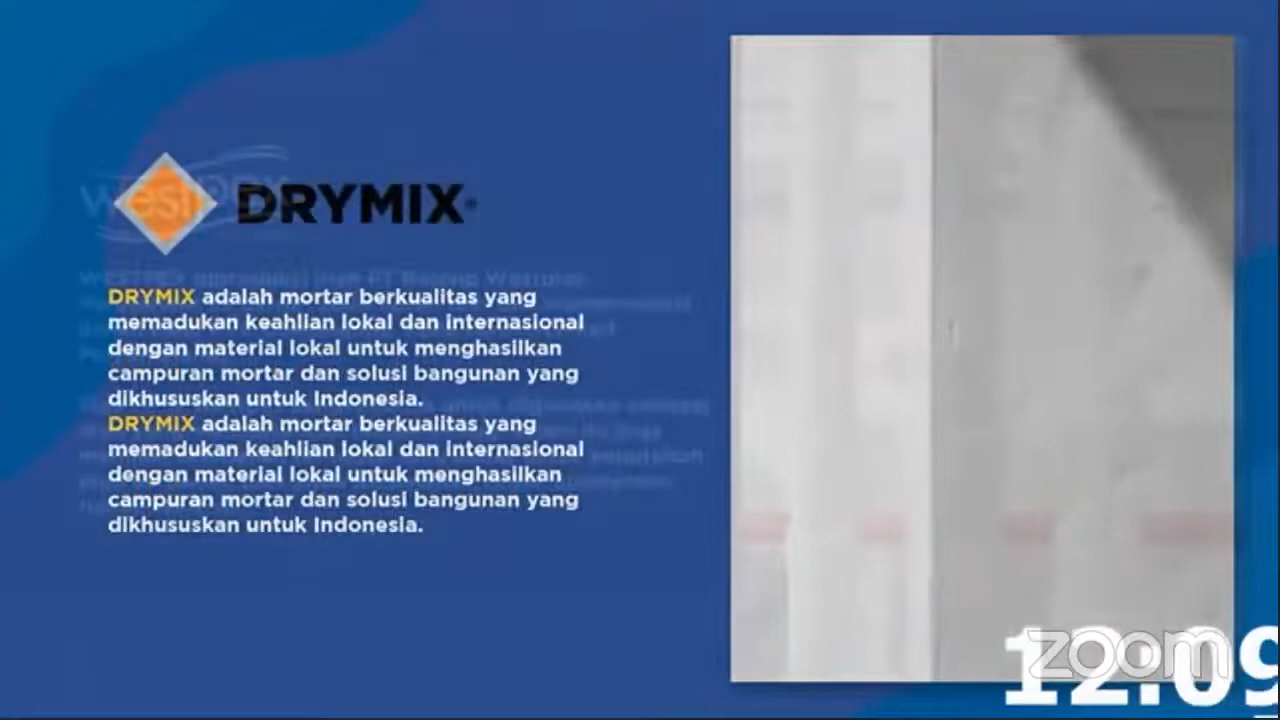 DRYMIX
DRYMIX adalah mortar berkualitas yang
memadukan keahlian lokal dan internasional
dengan material lokal untuk menghasilkan
campuran mortar dan solusi bangunan yang
dikhususkan untuk Indonesia.
DRYMIX adalah mortar berkualitas yang
memadukan keahlian lokal dan internasional
dengan material lokal untuk menghasilkan
campuran mortar dan solusi bangunan yang
dikhususkan untuk Indonesia.
zoom
12:09